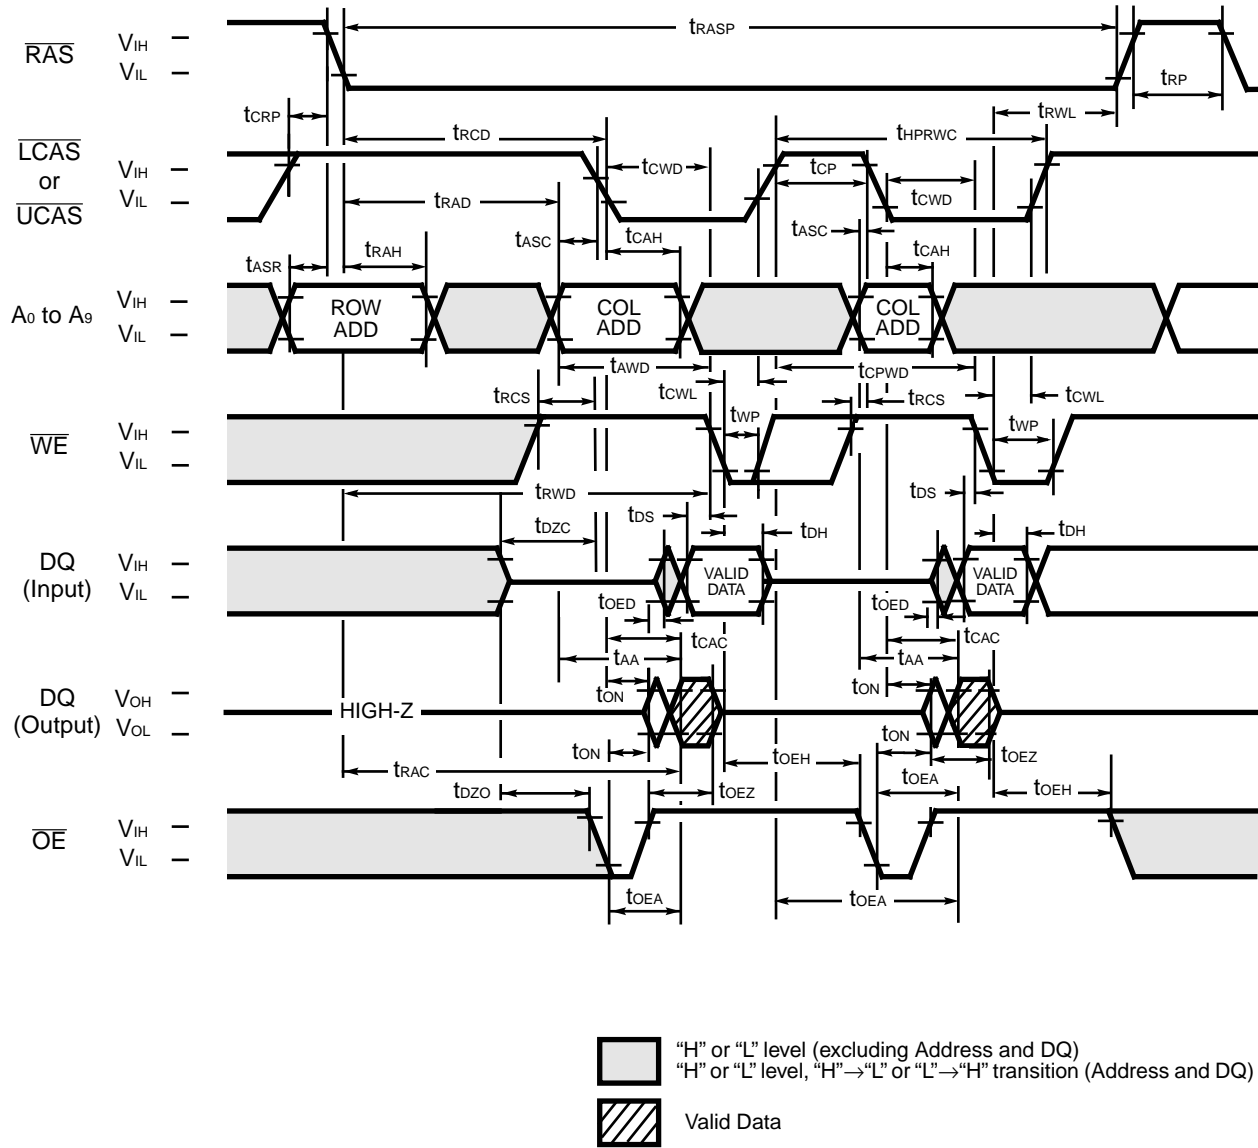 tRASP
RAS
VIH
VIL
tRP
tCRP
tRWL
tRCD
tHPRWC
LCAS
or
UCAS
VIH
VIL
tCWD
tCP
tRAD
tCWD
tASC
tCAH
tASC
tCAH
tASR
tRAH
A0 to A9
VIH
VIL
ROW
ADD
COL
ADD
COL
ADD
tAWD
tCPWD
tRCS
tCWL
tWP
tRCS
tCWL
tWP
WE
VIH
VIL
tRWD
tDS
tDS
tDZC
tDH
tDH
DQ
(Input)
VIH
VIL
VALID
DATA
VALID
DATA
tOED
tOED
tCAC
tCAC
tAA
tAA
tON
tON
DQ
(Output)
VOH
VOL
HIGH-Z
tON
tON
tOEH
tOEZ
tRAC
tOEA
tDZO
tOEZ
tOEH
OE
VIH
VIL
tOEA
tOEA
“H” or “L” level (excluding Address and DQ)
“H” or “L” level, “H”→“L” or “L”→“H” transition (Address and DQ)
Valid Data